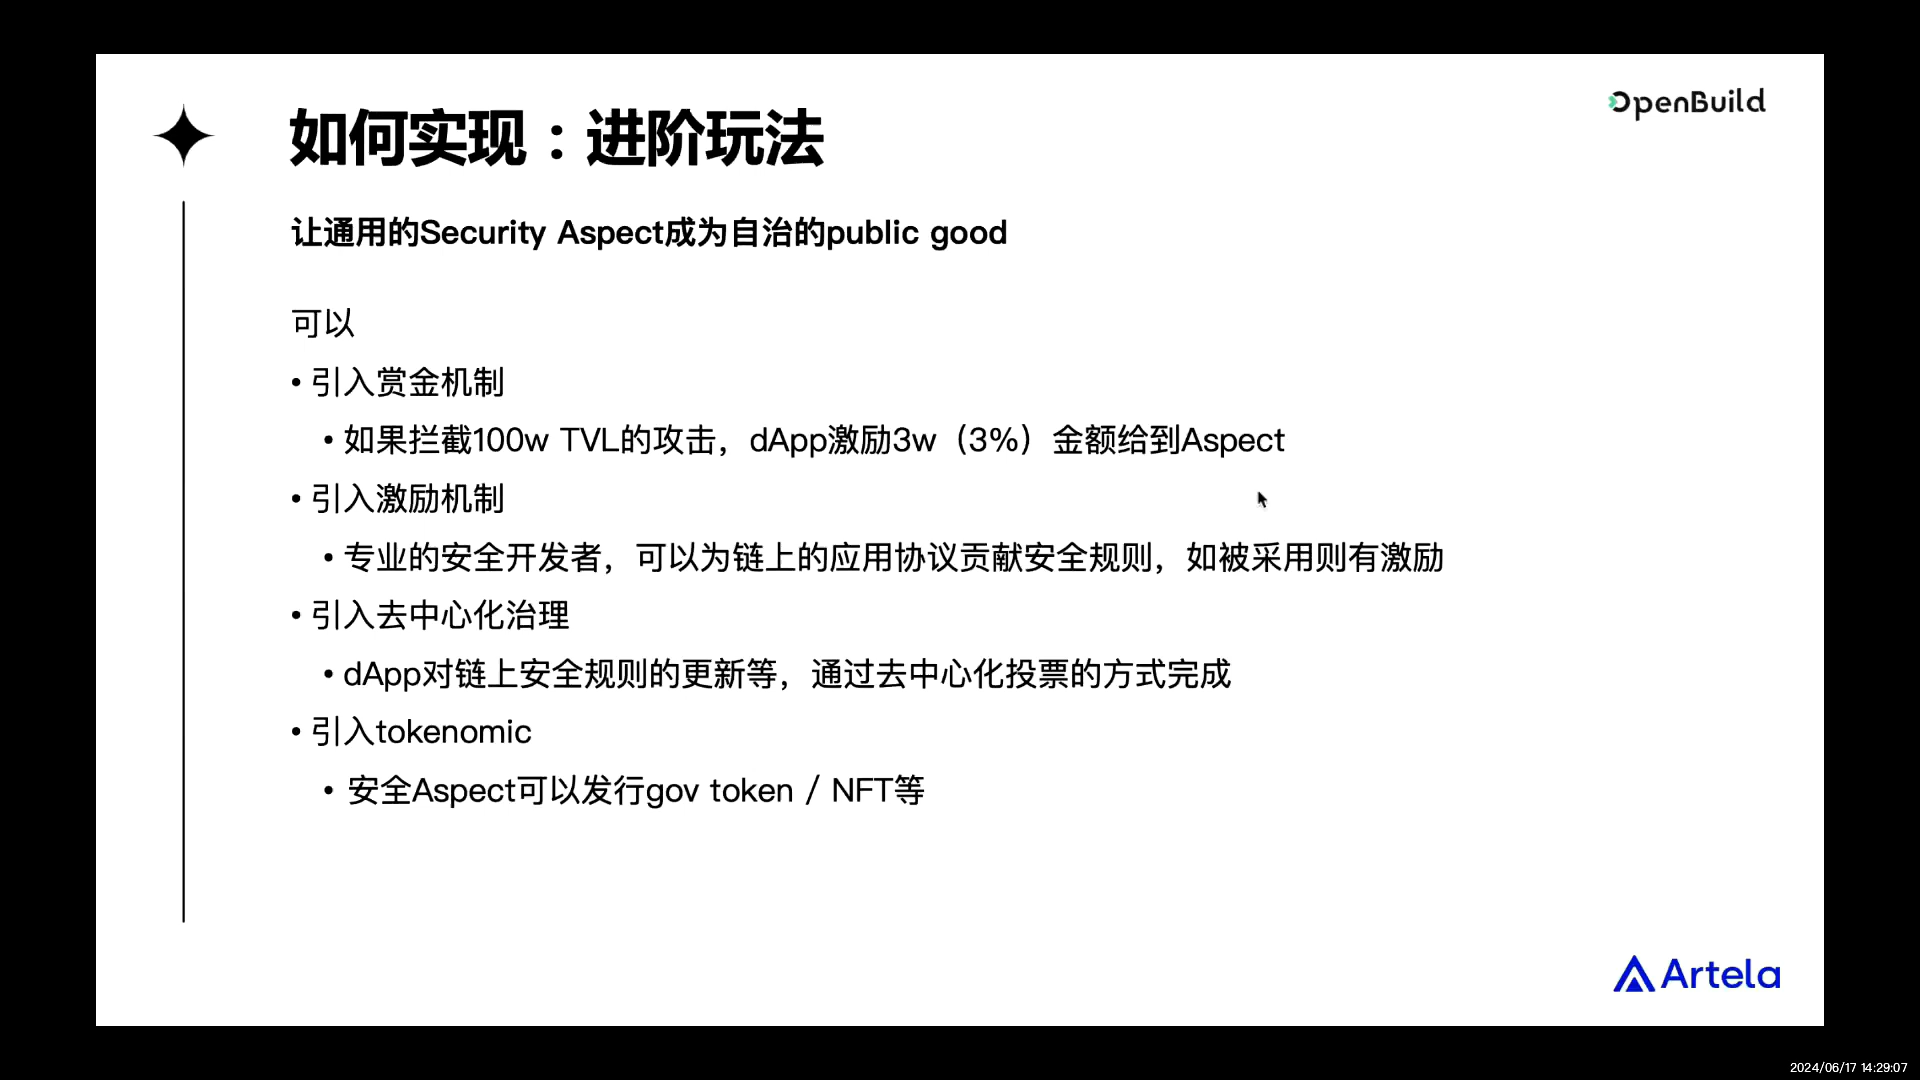 OpenBuild
如何实现：进阶玩法
让通用的Security Aspect成为自治的public good
可以
• 引入赏金机制
• 如果拦截100w TVL的攻击，dApp激励3w（3%）金额给到Aspect
• 引入激励机制
• 专业的安全开发者，可以为链上的应用协议贡献安全规则，如被采用则有激励
• 引入去中心化治理
• dApp对链上安全规则的更新等，通过去中心化投票的方式完成
• 引入tokenomic
• 安全Aspect可以发行gov token / NFT等
Artela
2024/06/17 14:29:07